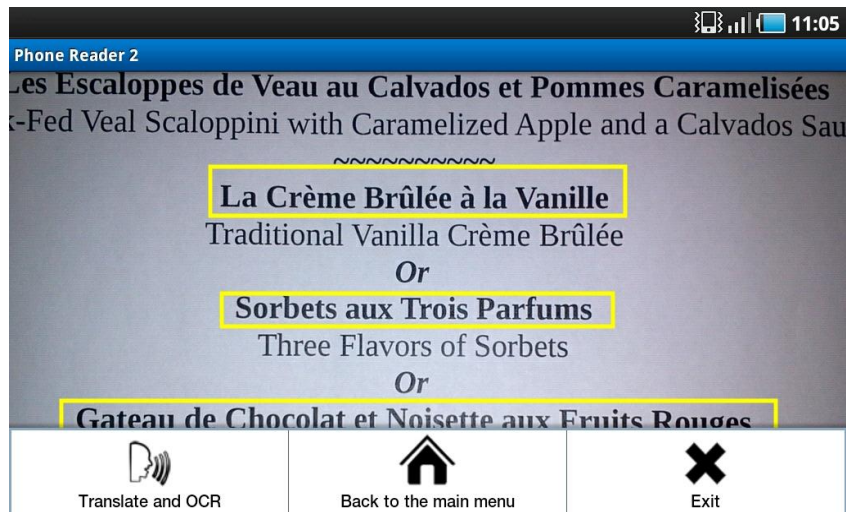 11:05
Phone Reader 2
Les Escaloppes de Veau au Calvados et Pommes Caramelisées
-Fed Veal Scaloppini with Caramelized Apple and a Calvados Sau
~~~~~~~~~~
La Crème Brûlée à la Vanille
Traditional Vanilla Crème Brûlée
Or
Sorbets aux Trois Parfums
Three Flavors of Sorbets
Or
Gateau de Chocolat et Noisette aux Fruits Rouges
Translate and OCR
Back to the main menu
Exit